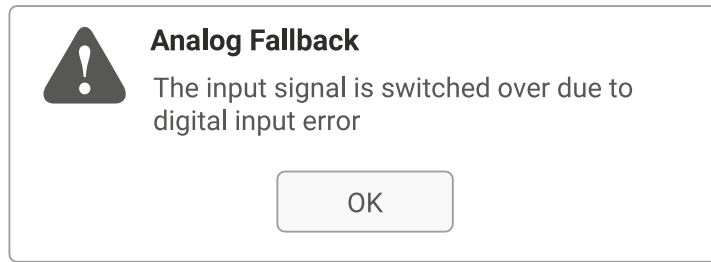 Analog Fallback
The input signal is switched over due to
digital input error
OK